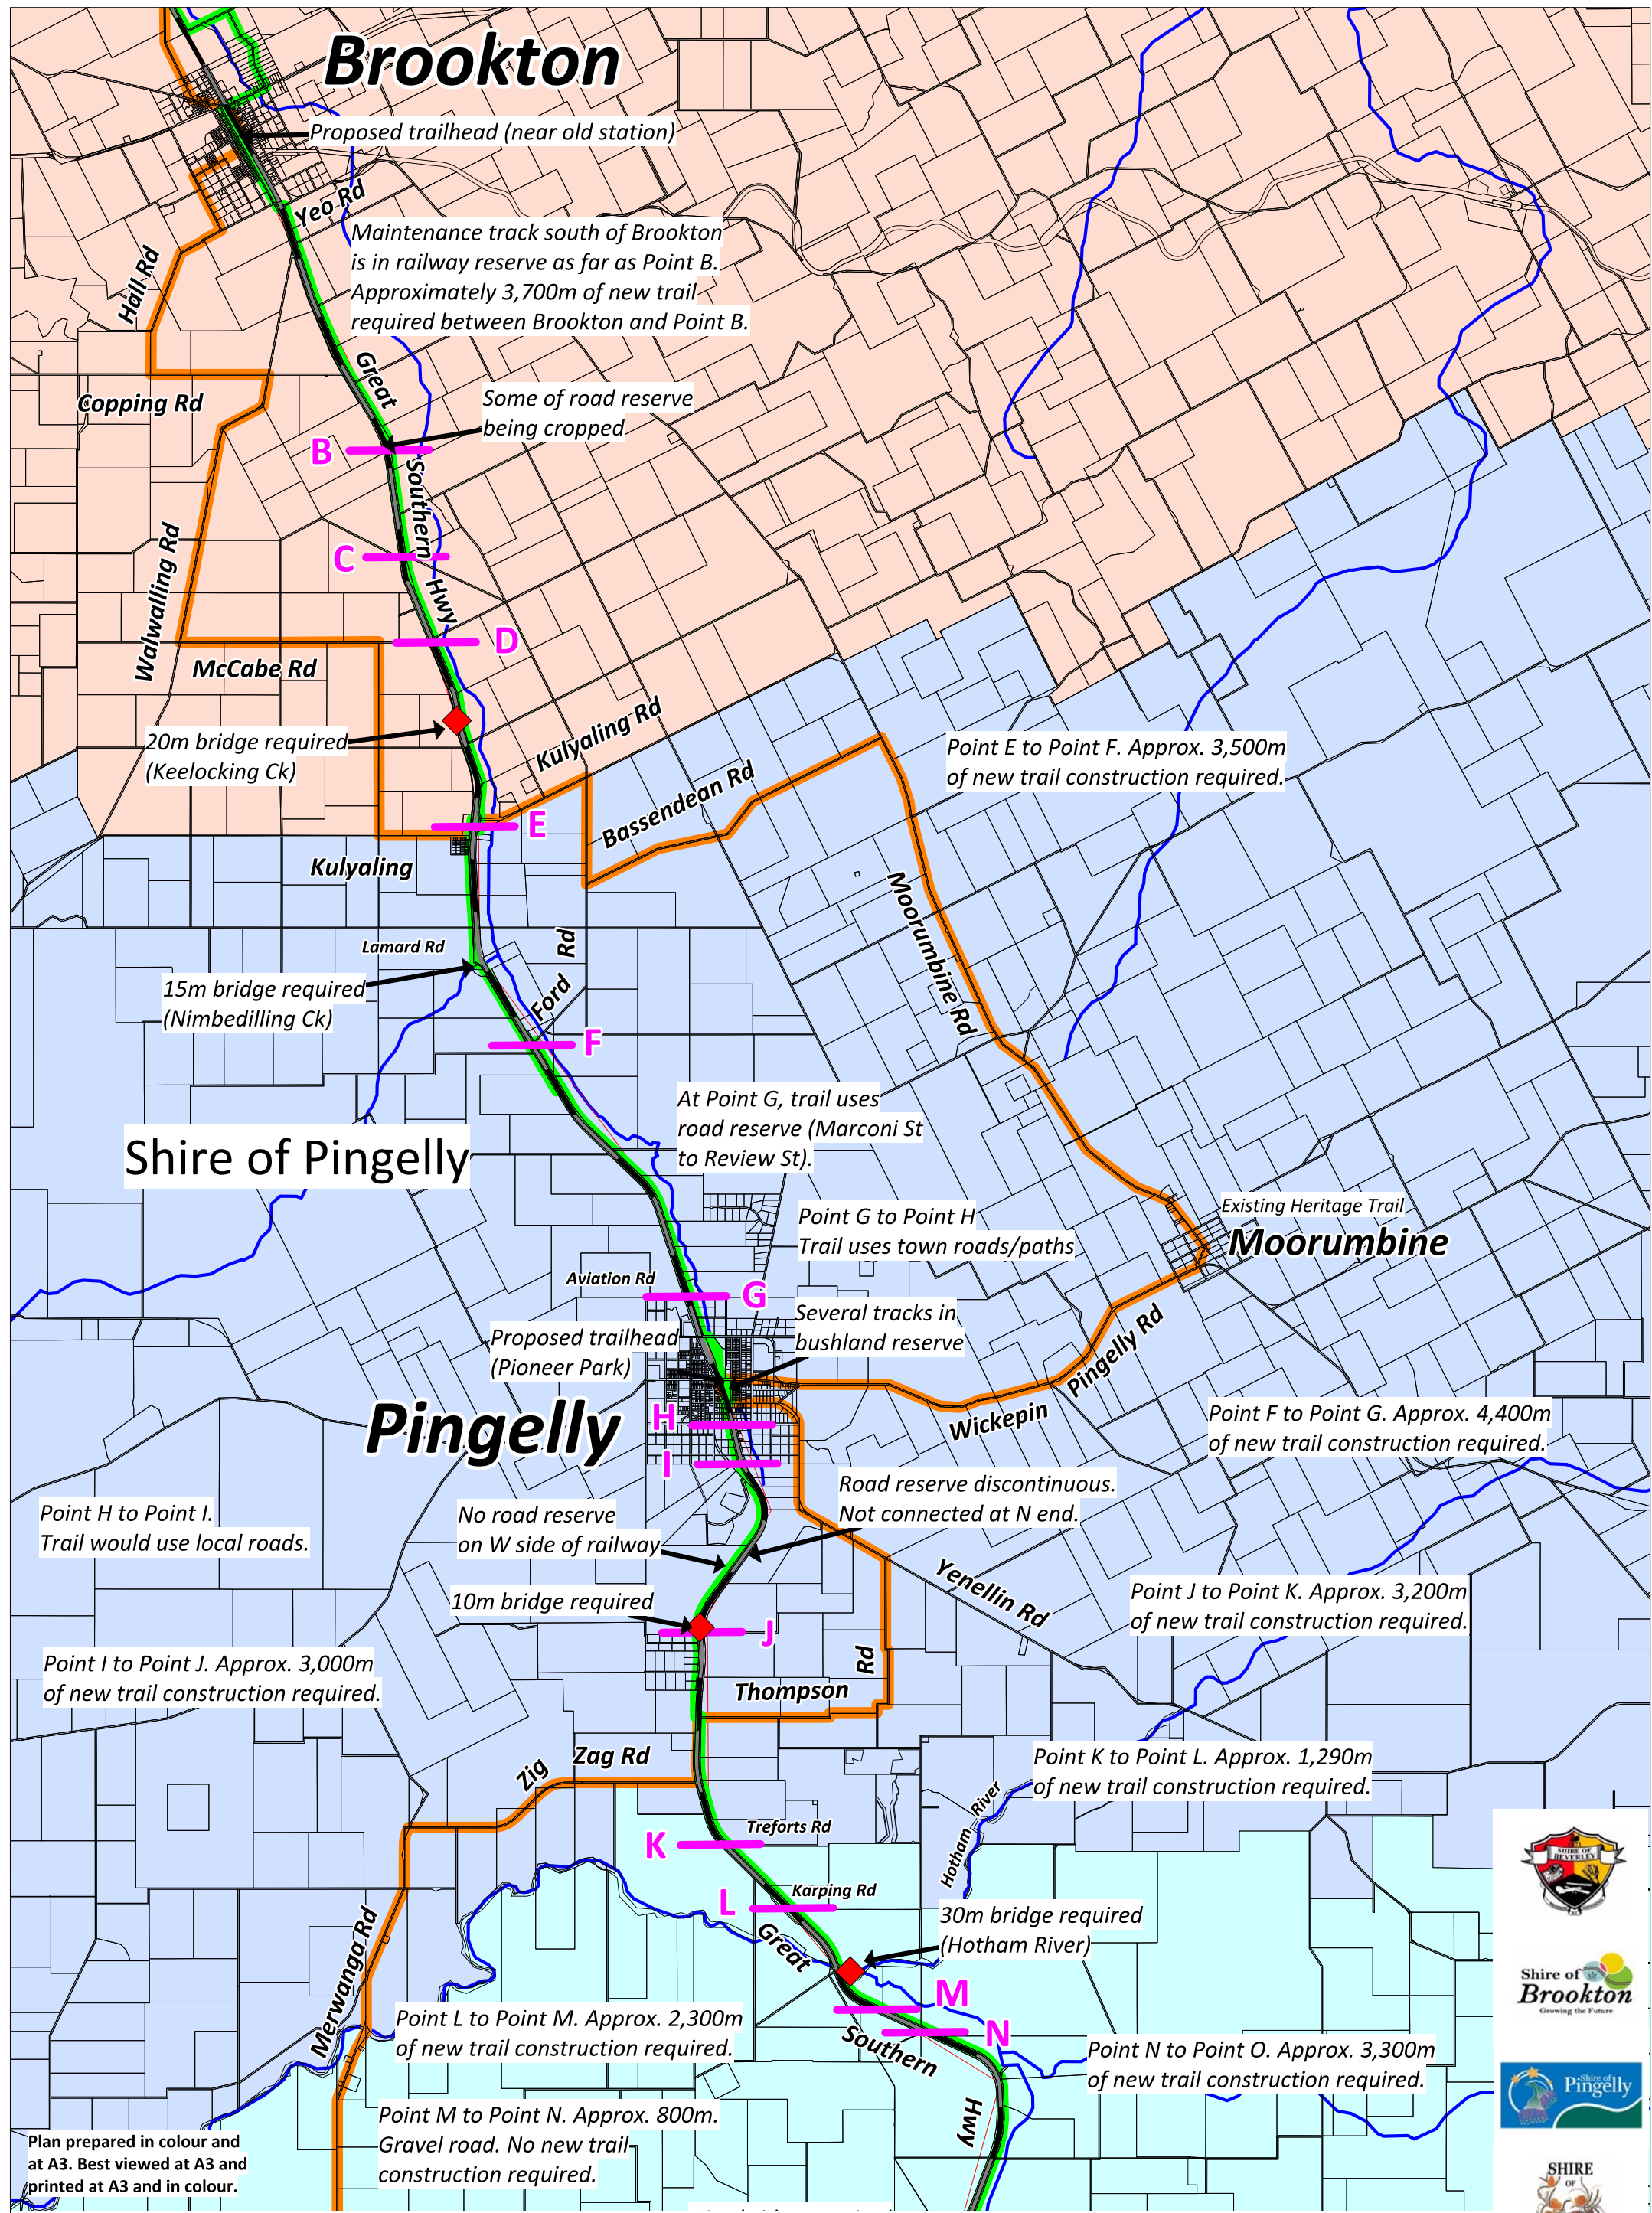 Brookton
Proposed trailhead (near old station)
Yeo Rd
Maintenance track south of Brookton
is in railway reserve as far as Point B.
Approximately 3,700m of new trail
required between Brookton and Point B.
Hall Rd
Great
Copping Rd
Some of road reserve
being cropped
B
Southern
C
Hwy
Walwalling Rd
D
McCabe Rd
20m bridge required
(Keelocking Ck)
Kulyaling Rd
Point E to Point F. Approx. 3,500m
of new trail construction required.
Bassendean Rd
E
Kulyaling
Moorumbine Rd
Lamard Rd
Rd
Ford
15m bridge required
(Nimbedilling Ck)
F
At Point G, trail uses
road reserve (Marconi St
to Review St).
Shire of Pingelly
Point G to Point H
Trail uses town roads/paths
Existing Heritage Trail
Moorumbine
Aviation Rd
G
Several tracks in
bushland reserve
Proposed trailhead
(Pioneer Park)
Pingelly Rd
Wickepin
Pingelly
H
Point F to Point G. Approx. 4,400m
of new trail construction required.
I
Road reserve discontinuous.
Not connected at N end.
Point H to Point I.
Trail would use local roads.
No road reserve
on W side of railway
Yenellin Rd
10m bridge required
Point J to Point K. Approx. 3,200m
of new trail construction required.
J
Point I to Point J. Approx. 3,000m
of new trail construction required.
Rd
Thompson
Zig
Zag Rd
Point K to Point L. Approx. 1,290m
of new trail construction required.
Hotham River
Treforts Rd
K
Karping Rd
L
Great
30m bridge required
(Hotham River)
Merwanga Rd
M
Point L to Point M. Approx. 2,300m
of new trail construction required.
N
Southern
Point N to Point O. Approx. 3,300m
of new trail construction required.
Hwy
Point M to Point N. Approx. 800m.
Gravel road. No new trail
construction required.
Plan prepared in colour and
at A3. Best viewed at A3 and
printed at A3 and in colour.
SHIRE OF
BEVERLEY
Shire of
Brookton
Growing the Future
Shire of
Pingelly
SHIRE
OF